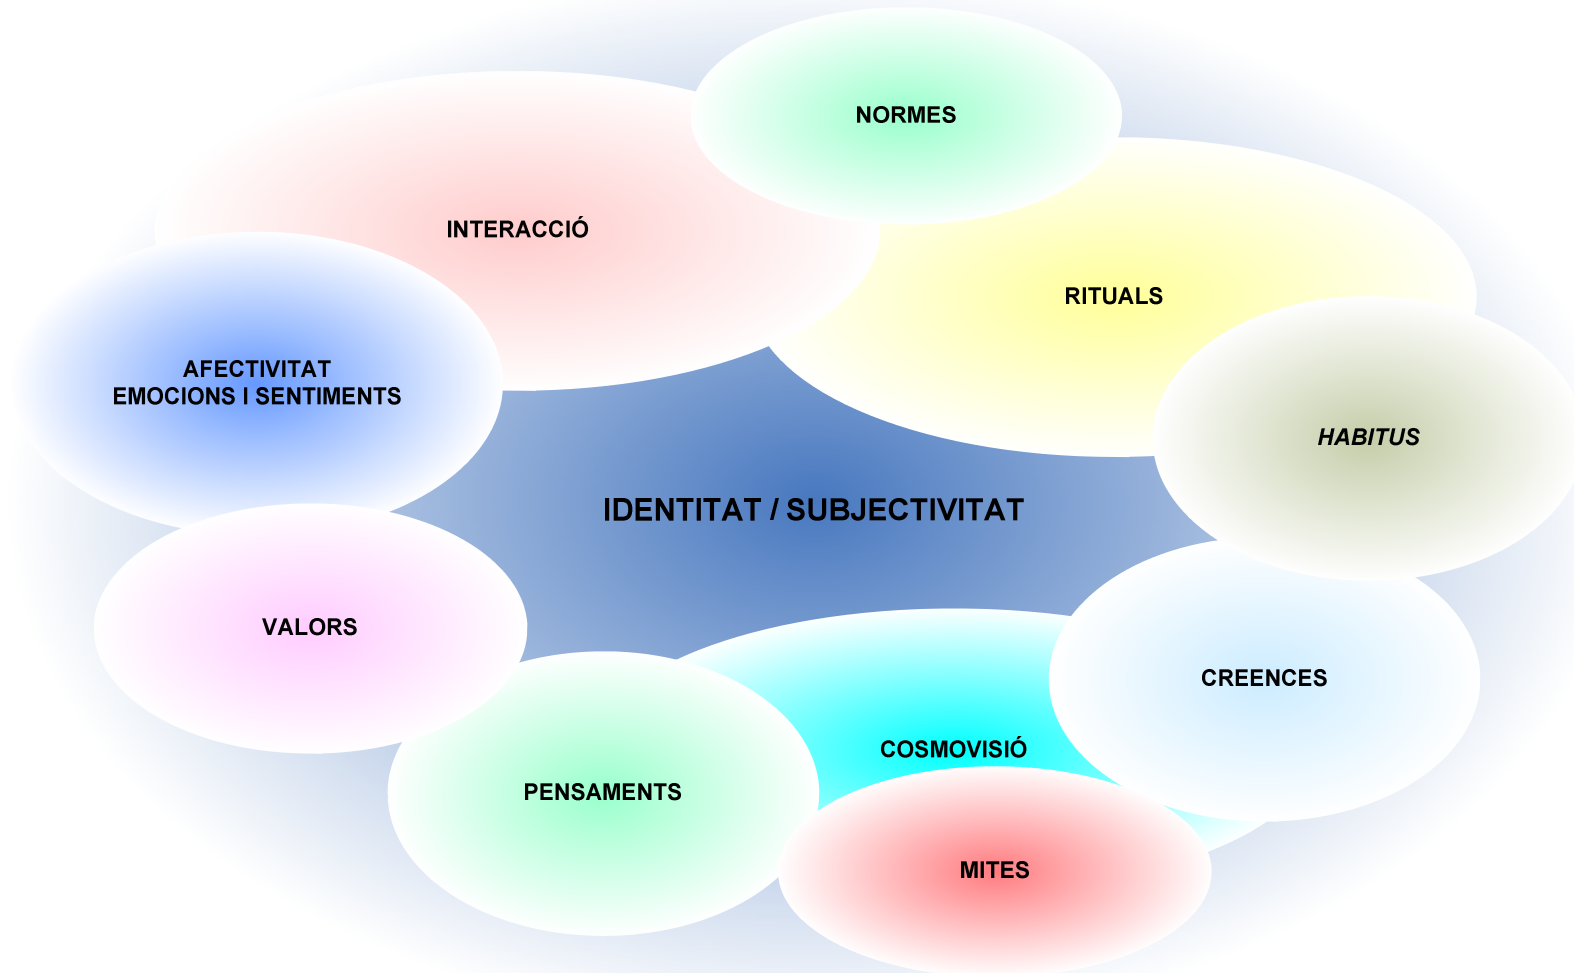 NORMES
INTERACCIÓ
RITUALS
AFECTIVITAT
EMOCIONS I SENTIMENTS
HABITUS
IDENTITAT / SUBJECTIVITAT
VALORS
CREENCES
COSMOVISIÓ
PENSAMENTS
MITES